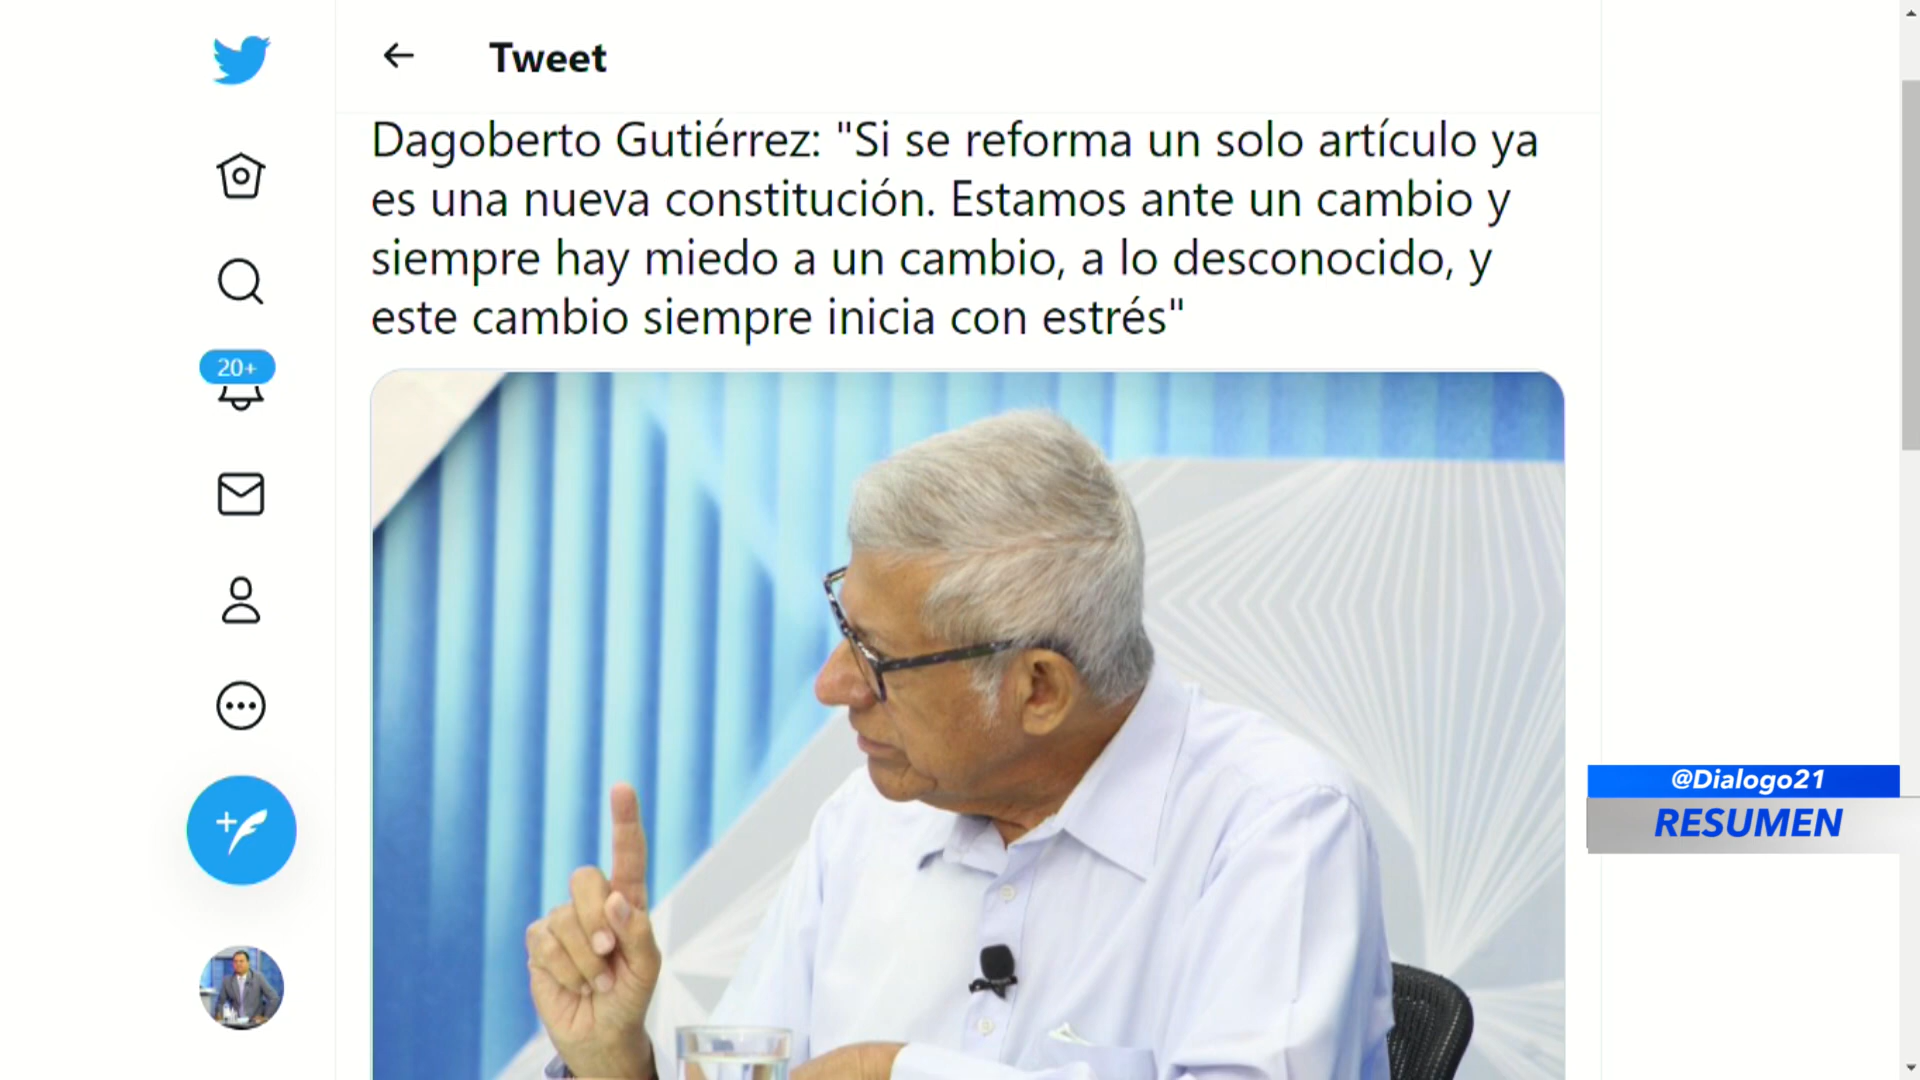 Tweet
Dagoberto Gutiérrez: "Si se reforma un solo artículo ya
es una nueva constitución. Estamos ante un cambio y
siempre hay miedo a un cambio, a lo desconocido, y
este cambio siempre inicia con estrés"
20+
@Dialogo21
RESUMEN